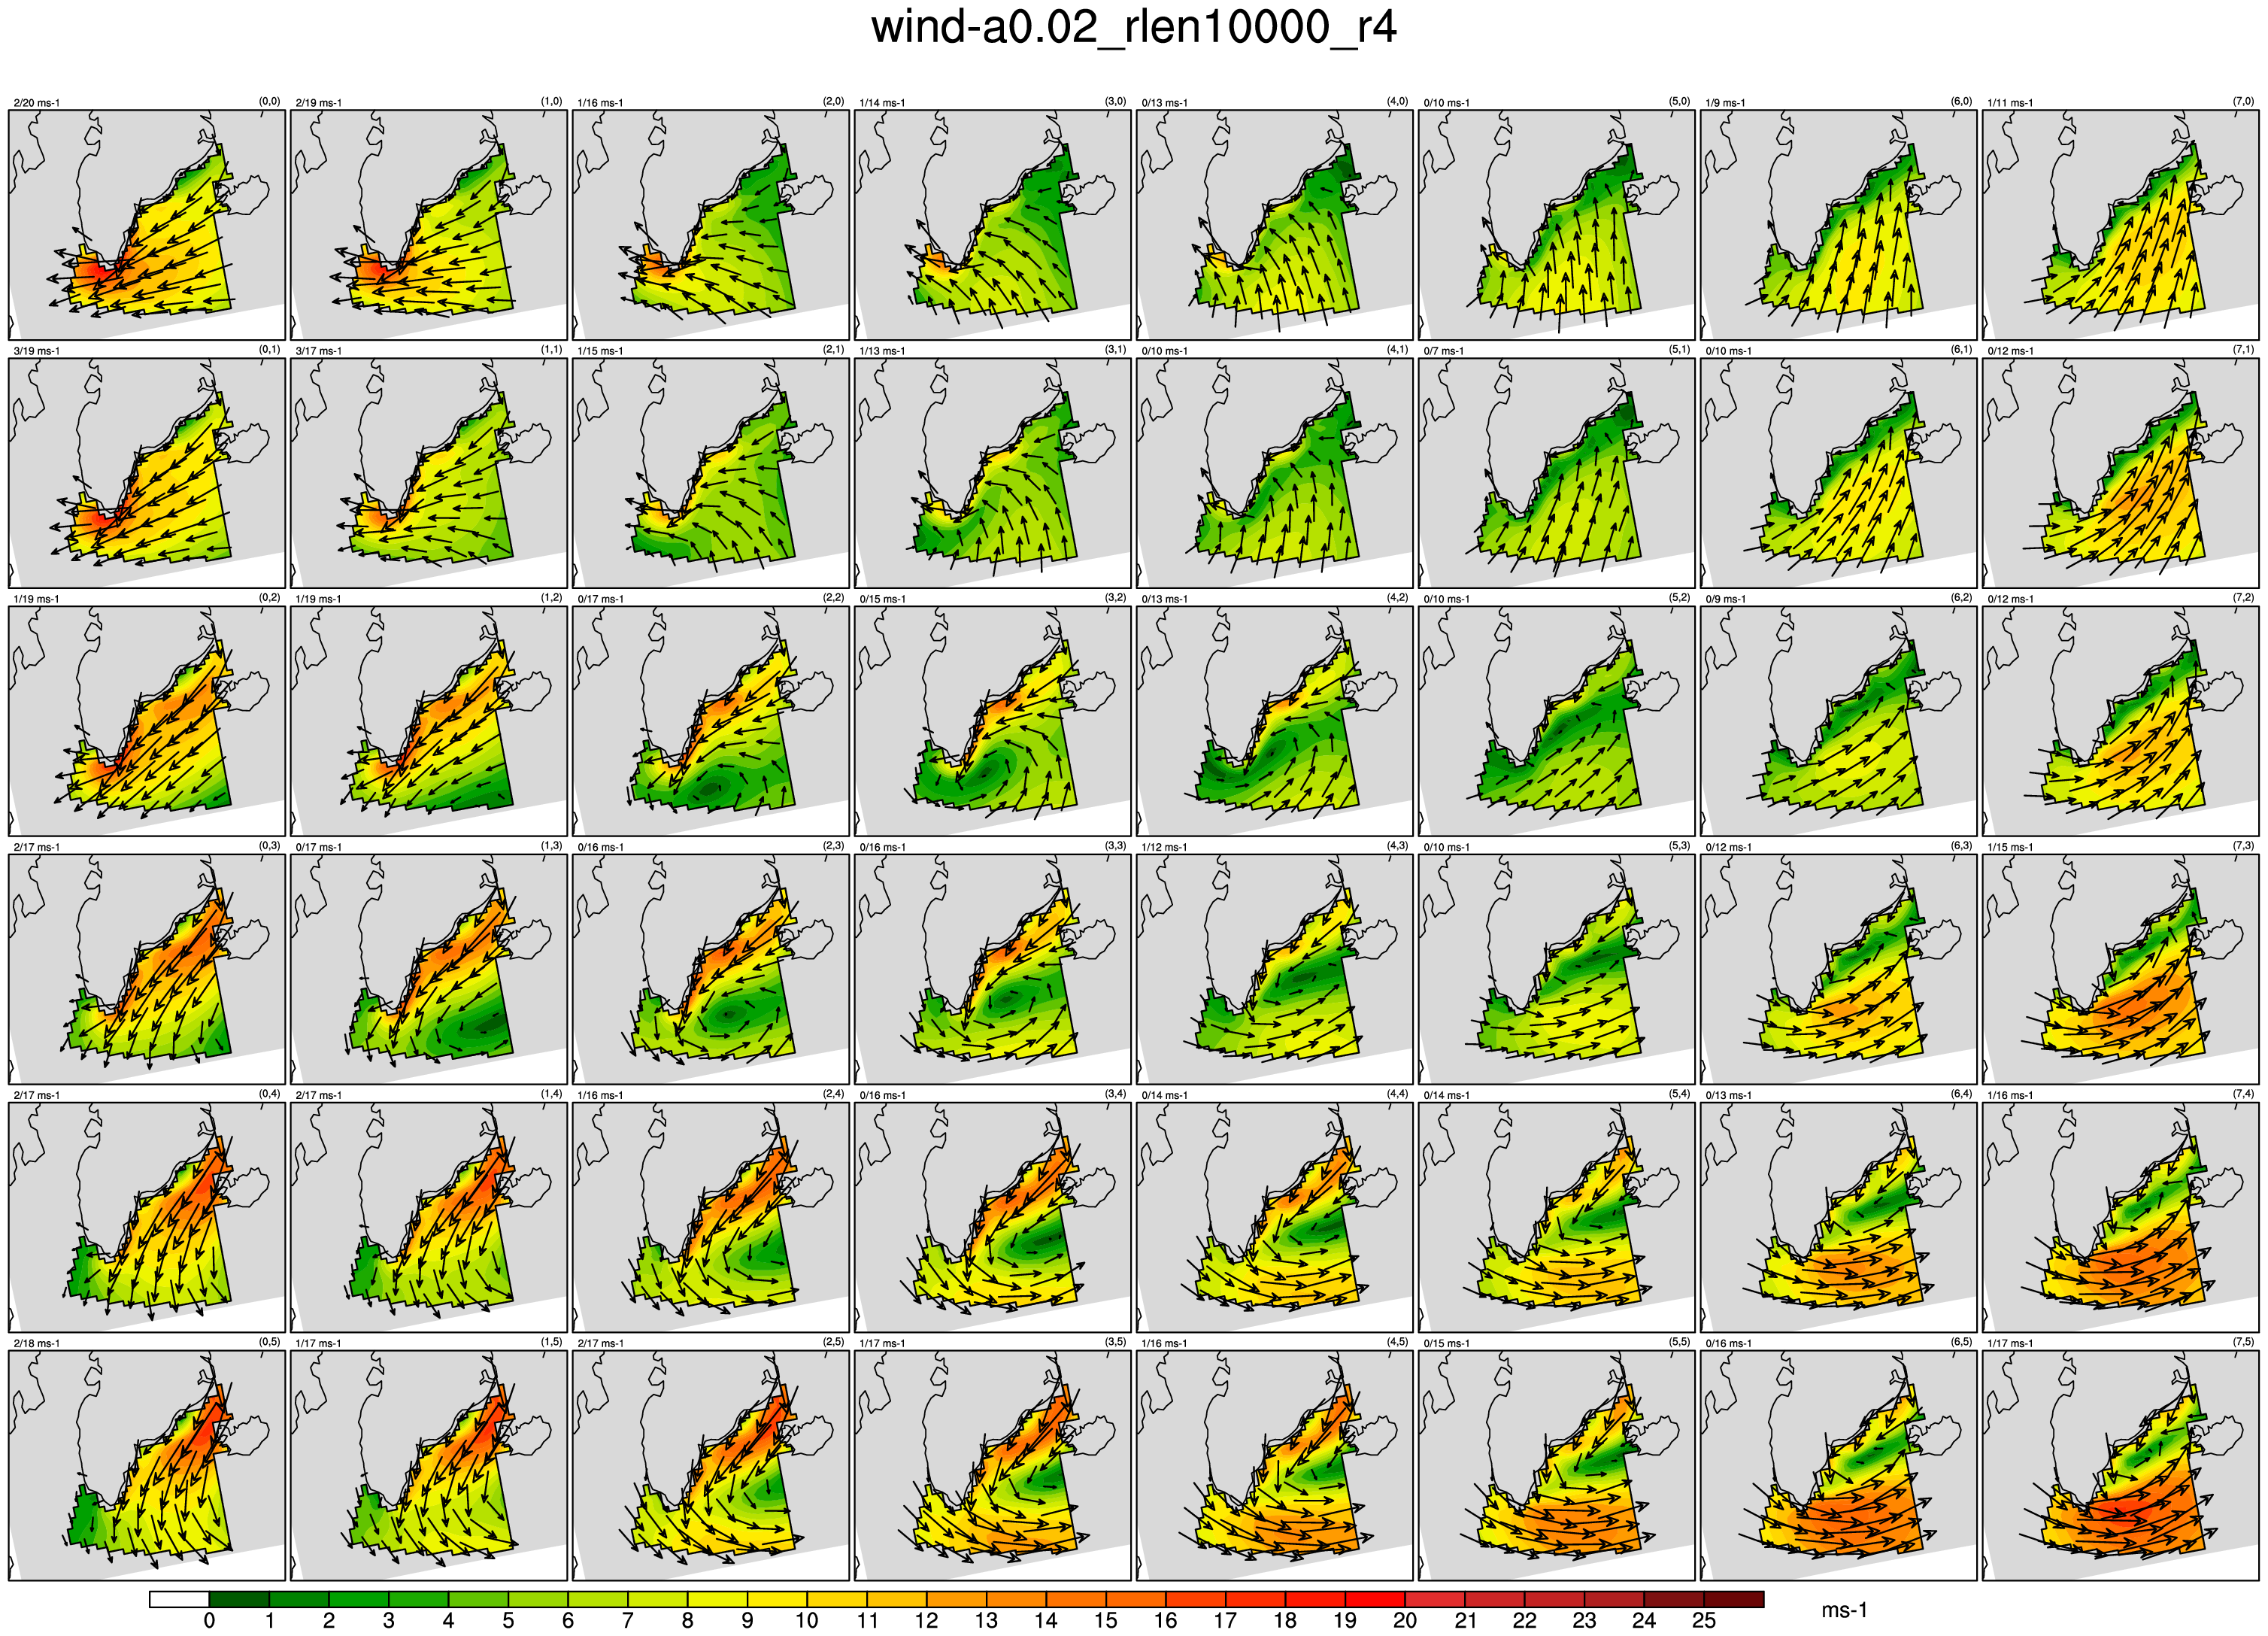 wind-a0.02_rlen10000_r4
2/20 ms-1 (0,0) 2/19 ms-1 (1,0) 1/16 ms-1 (2,0) 1/14 ms-1 (3,0) 0/13 ms-1 (4,0) 0/10 ms-1 (5,0) 1/9 ms-1 (6,0) 1/11 ms-1 (7,0)
3/19 ms-1 (0,1) 3/17 ms-1 (1,1) 1/15 ms-1 (2,1) 1/13 ms-1 (3,1) 0/10 ms-1 (4,1) 0/7 ms-1 (5,1) 0/10 ms-1 (6,1) 0/12 ms-1 (7,1)
1/19 ms-1 (0,2) 1/19 ms-1 (1,2) 0/17 ms-1 (2,2) 0/15 ms-1 (3,2) 0/13 ms-1 (4,2) 0/10 ms-1 (5,2) 0/9 ms-1 (6,2) 0/12 ms-1 (7,2)
2/17 ms-1 (0,3) 0/17 ms-1 (1,3) 0/16 ms-1 (2,3) 0/16 ms-1 (3,3) 1/12 ms-1 (4,3) 0/10 ms-1 (5,3) 0/12 ms-1 (6,3) 1/15 ms-1 (7,3)
2/17 ms-1 (0,4) 2/17 ms-1 (1,4) 1/16 ms-1 (2,4) 0/16 ms-1 (3,4) 0/14 ms-1 (4,4) 0/14 ms-1 (5,4) 0/13 ms-1 (6,4) 1/16 ms-1 (7,4)
2/18 ms-1 (0,5) 1/17 ms-1 (1,5) 2/17 ms-1 (2,5) 1/17 ms-1 (3,5) 1/16 ms-1 (4,5) 0/15 ms-1 (5,5) 0/16 ms-1 (6,5) 1/17 ms-1 (7,5)
0 1 2 3 4 5 6 7 8 9 10 11 12 13 14 15 16 17 18 19 20 21 22 23 24 25 ms-1